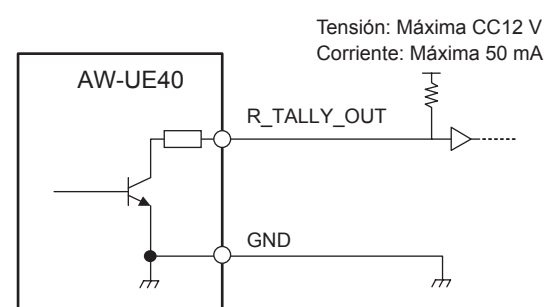 Tensión: Máxima CC12 V
Corriente: Máxima 50 mA
AW-UE40
R_TALLY_OUT
GND